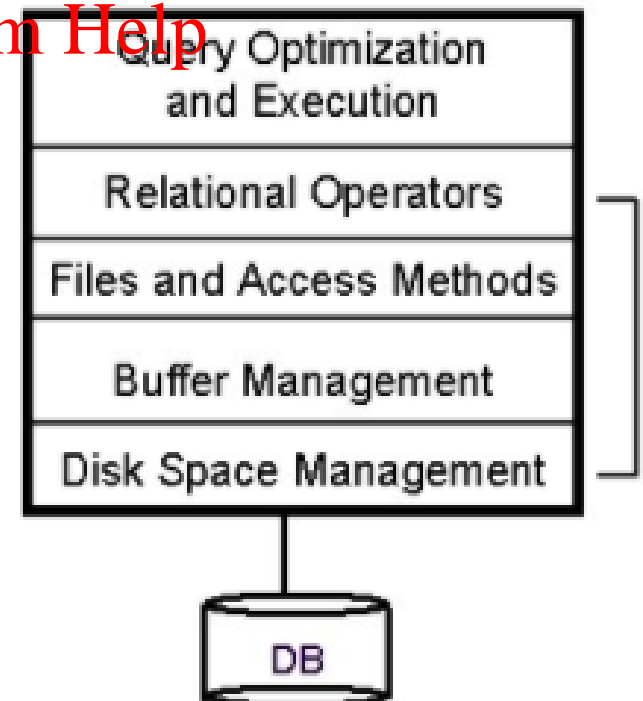 m Help
Query Optimization
and Execution
Relational Operators
Files and Access Methods
Buffer Management
Disk Space Management
DB